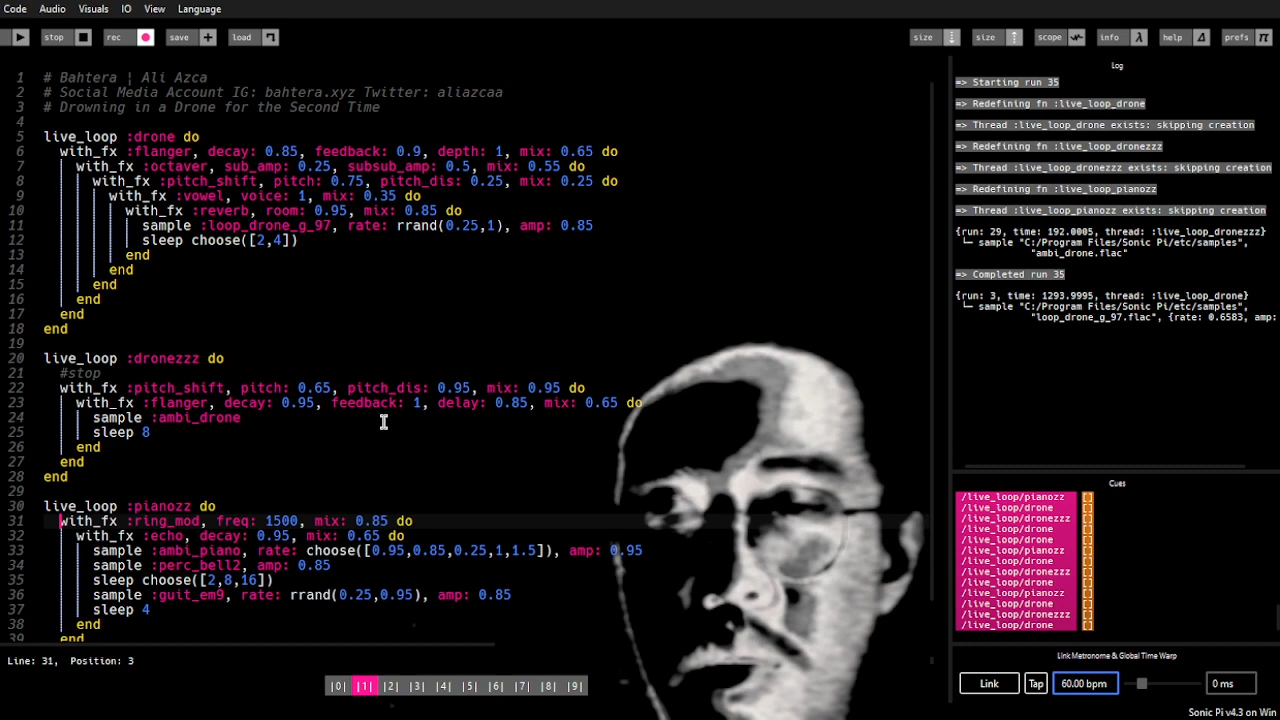 Code Audio Visuals IO View Language
stop rec save + load size size scope info λ help Δ prefs π
1 # Bahtera | Ali Azca
2 # Social Media Account IG: bahtera.xyz Twitter: aliazcaa
3 # Drowning in a Drone for the Second Time
4
5 live_loop :drone do
6 with_fx :flanger, decay: 0.85, feedback: 0.9, depth: 1, mix: 0.65 do
7 with_fx :octaver, sub_amp: 0.25, subsub_amp: 0.5, mix: 0.55 do
8 with_fx :pitch_shift, pitch: 0.75, pitch_dis: 0.25, mix: 0.25 do
9 with_fx :vowel, voice: 1, mix: 0.35 do
10 with_fx :reverb, room: 0.95, mix: 0.85 do
11 sample :loop_drone_g_97, rate: rrand(0.25,1), amp: 0.85
12 sleep choose([2,4])
13 end
14 end
15 end
16 end
17 end
18 end
19
20 live_loop :dronezzz do
21 #stop
22 with_fx :pitch_shift, pitch: 0.65, pitch_dis: 0.95, mix: 0.95 do
23 with_fx :flanger, decay: 0.95, feedback: 1, delay: 0.85, mix: 0.65 do
24 sample :ambi_drone
25 sleep 8
26 end
27 end
28 end
29
30 live_loop :pianozz do
31 with_fx :ring_mod, freq: 1500, mix: 0.85 do
32 with_fx :echo, decay: 0.95, mix: 0.65 do
33 sample :ambi_piano, rate: choose([0.95,0.85,0.25,1,1.5]), amp: 0.95
34 sample :perc_bell2, amp: 0.85
35 sleep choose([2,8,16])
36 sample :guit_em9, rate: rrand(0.25,0.95), amp: 0.85
37 sleep 4
38 end
39 end
Line: 31, Position: 3
|0| |1| |2| |3| |4| |5| |6| |7| |8| |9|
Log
=> Starting run 35
=> Redefining fn :live_loop_drone
=> Thread :live_loop_drone exists: skipping creation
=> Redefining fn :live_loop_dronezzz
=> Thread :live_loop_dronezzz exists: skipping creation
=> Redefining fn :live_loop_pianozz
=> Thread :live_loop_pianozz exists: skipping creation
{run: 29, time: 192.0005, thread: :live_loop_dronezzz}
└─ sample "C:/Program Files/Sonic Pi/etc/samples",
"ambi_drone.flac"
=> Completed run 35
{run: 3, time: 1293.9995, thread: :live_loop_drone}
└─ sample "C:/Program Files/Sonic Pi/etc/samples",
"loop_drone_g_97.flac", {rate: 0.6583, amp:
Cues
/live_loop/pianozz []
/live_loop/drone []
/live_loop/dronezzz []
/live_loop/drone []
/live_loop/drone []
/live_loop/pianozz []
/live_loop/drone []
/live_loop/dronezzz []
/live_loop/drone []
/live_loop/pianozz []
/live_loop/drone []
/live_loop/dronezzz []
/live_loop/drone []
Link Metronome & Global Time Warp
Link Tap 60.00 bpm 0 ms
Sonic Pi v4.3 on Win